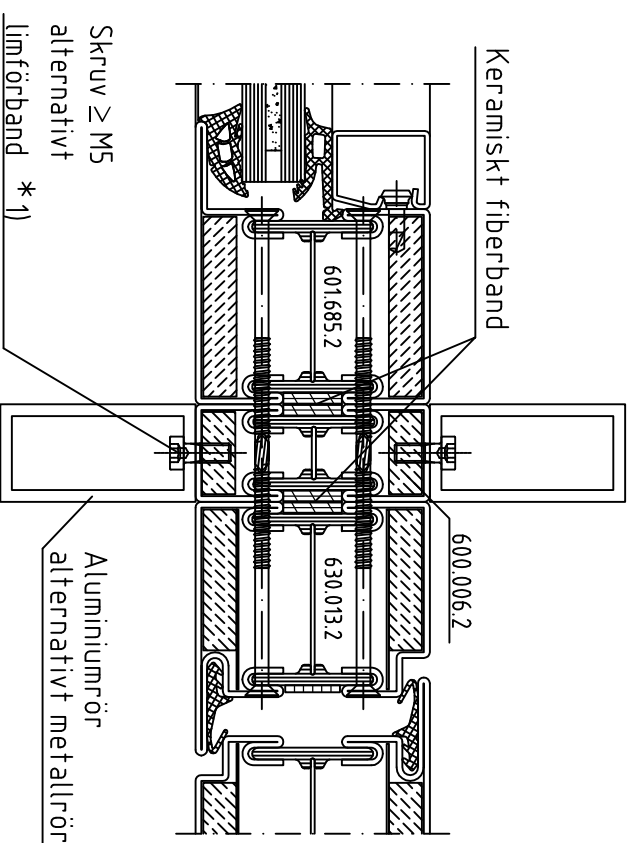 Keramiskt fiberband
601.685.2
630.013.2
600.006.2
Skruv ≥ M5
alternativt
limförband *1)
Aluminiumrör
alternativt metallrör